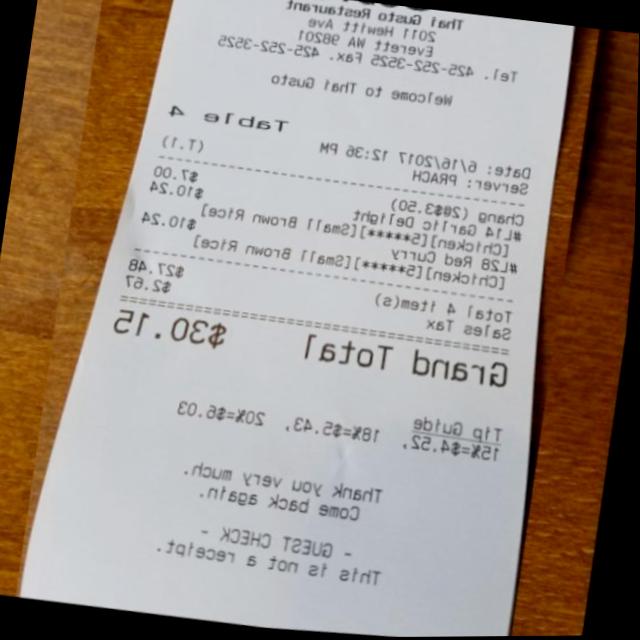 Thai Gusto Restaurant
2011 Hewitt Ave
Everett WA 98201
Tel. 425-252-3525 Fax. 425-252-3525
Welcome to Thai Gusto
Table 4
Date: 6/16/2017 12:36 PM (T.1)
Server: PRACH
Chang (2@$3.50) $7.00
#L14 Garlic Delight $10.24
[Chicken][5*****][Small Brown Rice]
#L28 Red Curry $10.24
[Chicken][5*****][Small Brown Rice]
Total 4 item(s) $27.48
Sales Tax $2.67
Grand Total $30.15
Tip Guide
15%=$4.52, 18%=$5.43, 20%=$6.03
Thank you very much.
Come back again.
- GUEST CHECK -
This is not a receipt.